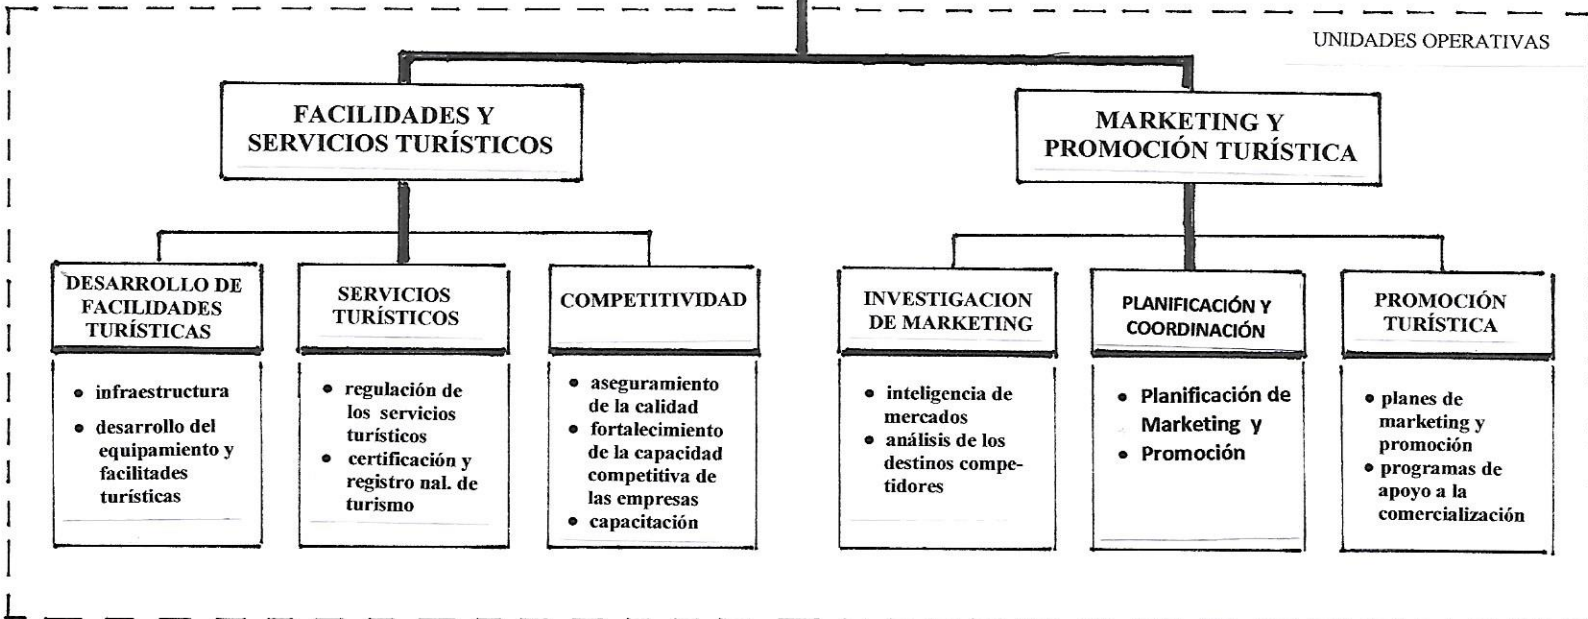 UNIDADES OPERATIVAS
FACILIDADES Y
SERVICIOS TURÍSTICOS
MARKETING Y
PROMOCIÓN TURÍSTICA
DESARROLLO DE
FACILIDADES
TURÍSTICAS
• infraestructura
• desarrollo del
equipamiento y
facilitades
turísticas
SERVICIOS
TURÍSTICOS
• regulación de
los servicios
turísticos
• certificación y
registro nal. de
turismo
COMPETITIVIDAD
• aseguramiento
de la calidad
• fortalecimiento
de la capacidad
competitiva de
las empresas
• capacitación
INVESTIGACION
DE MARKETING
• inteligencia de
mercados
• análisis de los
destinos compe-
tidores
PLANIFICACIÓN Y
COORDINACIÓN
• Planificación de
Marketing y
• Promoción
PROMOCIÓN
TURÍSTICA
• planes de
marketing y
promoción
• programas de
apoyo a la
comercialización